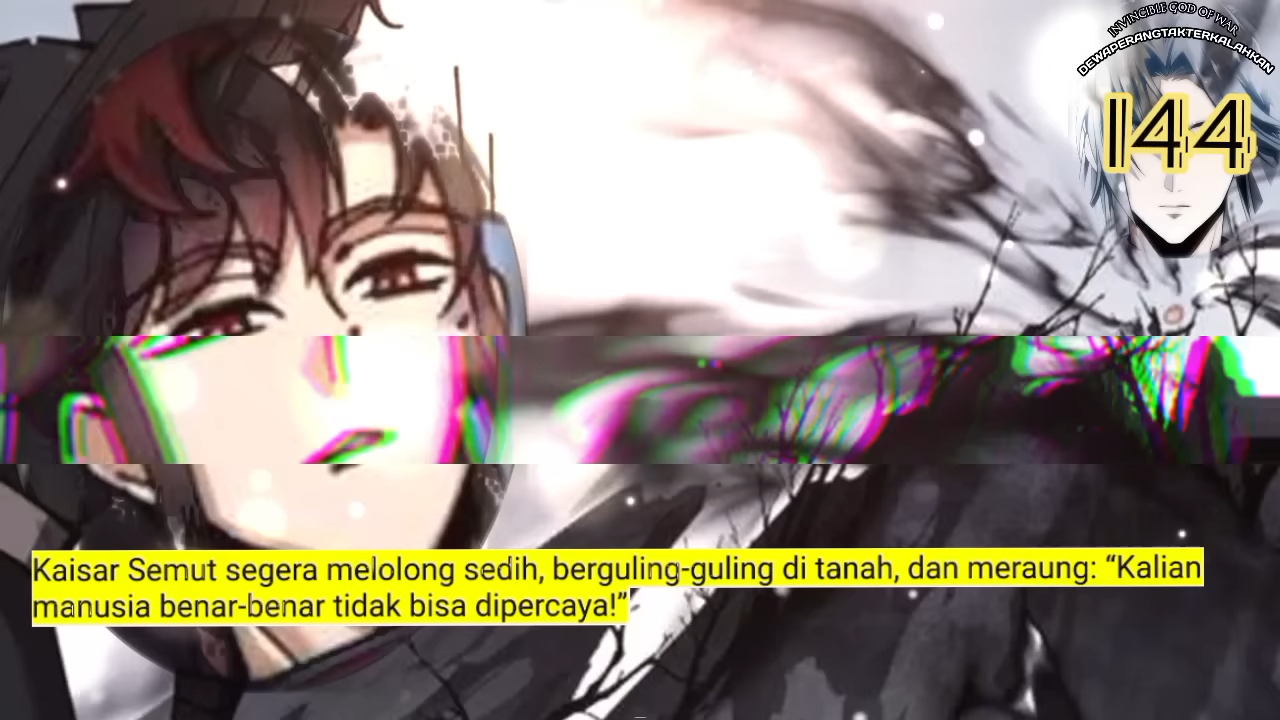 INVINCIBLE GOD OF WAR
DEWAPERANGTAKTERKALAHKAN
144
Kaisar Semut segera melolong sedih, berguling-guling di tanah, dan meraung: “Kalian
manusia benar-benar tidak bisa dipercaya!”